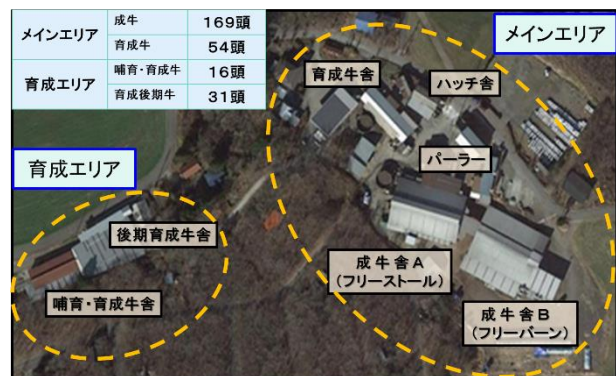 メインエリア 成牛 169頭
育成牛 54頭
育成エリア 哺育・育成牛 16頭
育成後期牛 31頭
メインエリア
育成牛舎
ハッチ舎
パーラー
育成エリア
後期育成牛舎
哺育・育成牛舎
成牛舎A
(フリーストール)
成牛舎B
(フリーバーン)